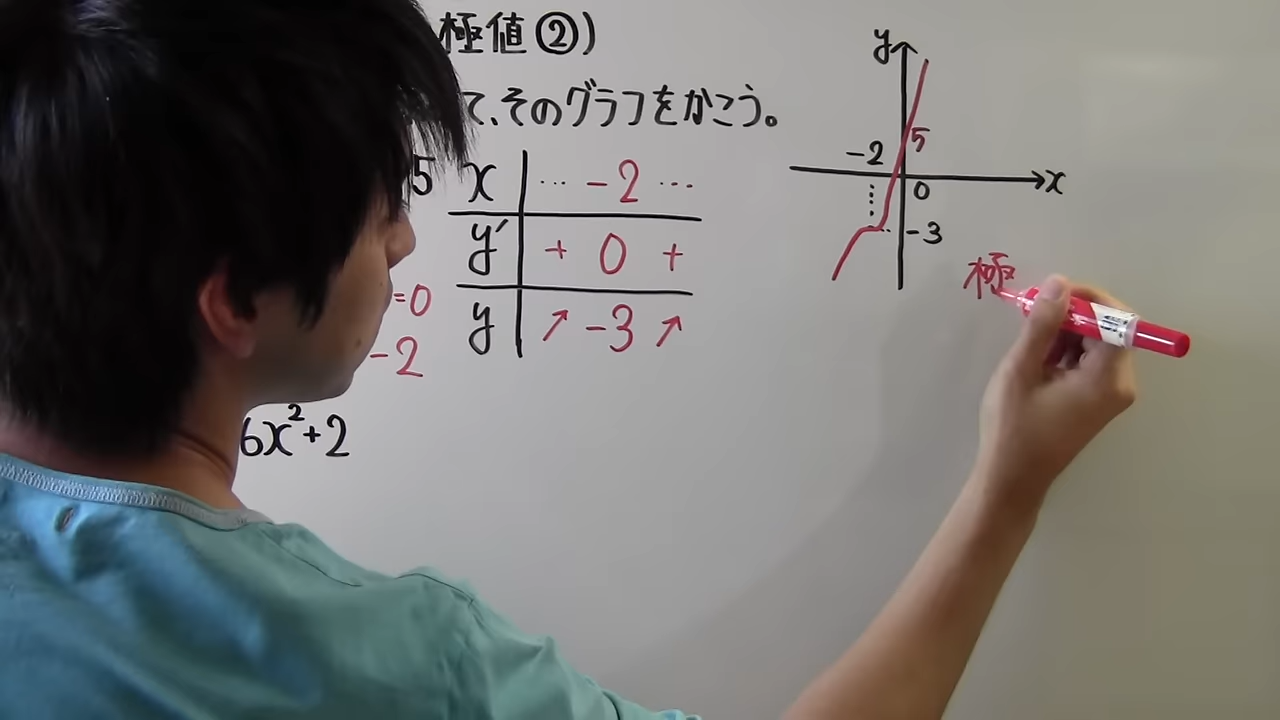 極値②)
て、そのグラフをかこう。
5
x … -2 …
y′ + 0 +
y ↗ -3 ↗
=0
-2
6x²+2
y
5
-2
0
x
-3
極